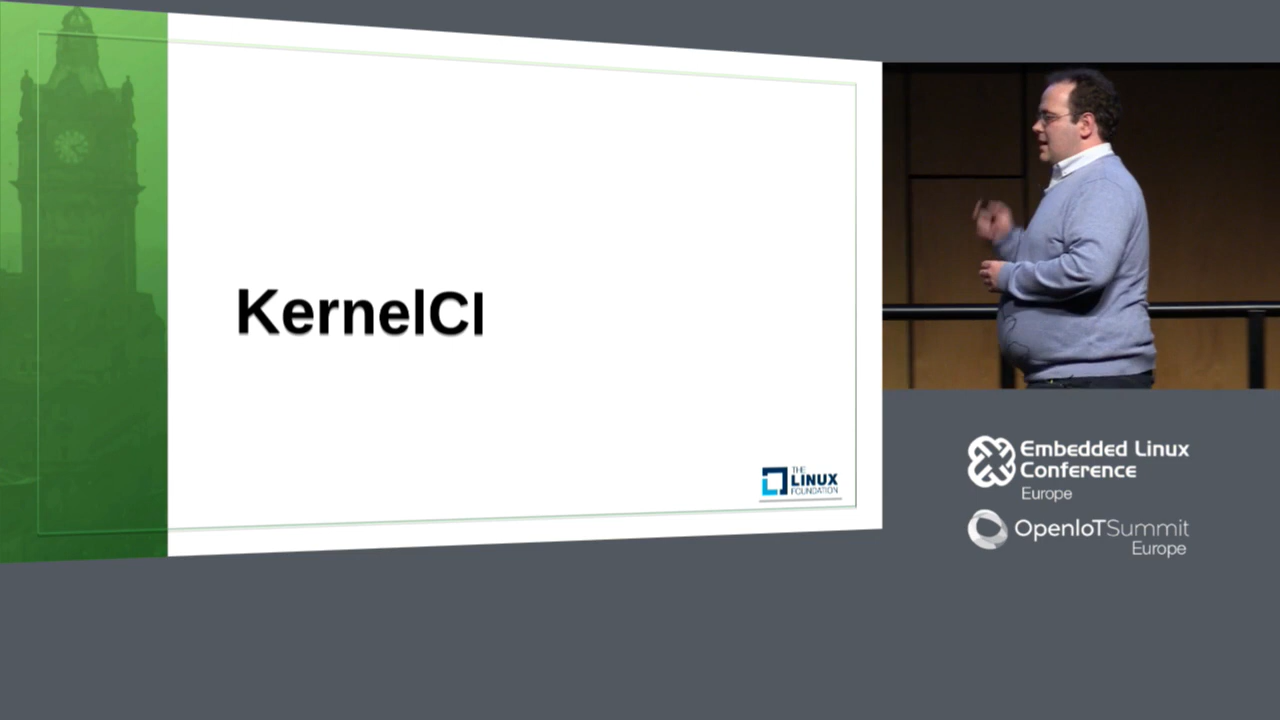 KernelCI
THE
LINUX
FOUNDATION
Embedded Linux
Conference
Europe
OpenIoTSummit
Europe